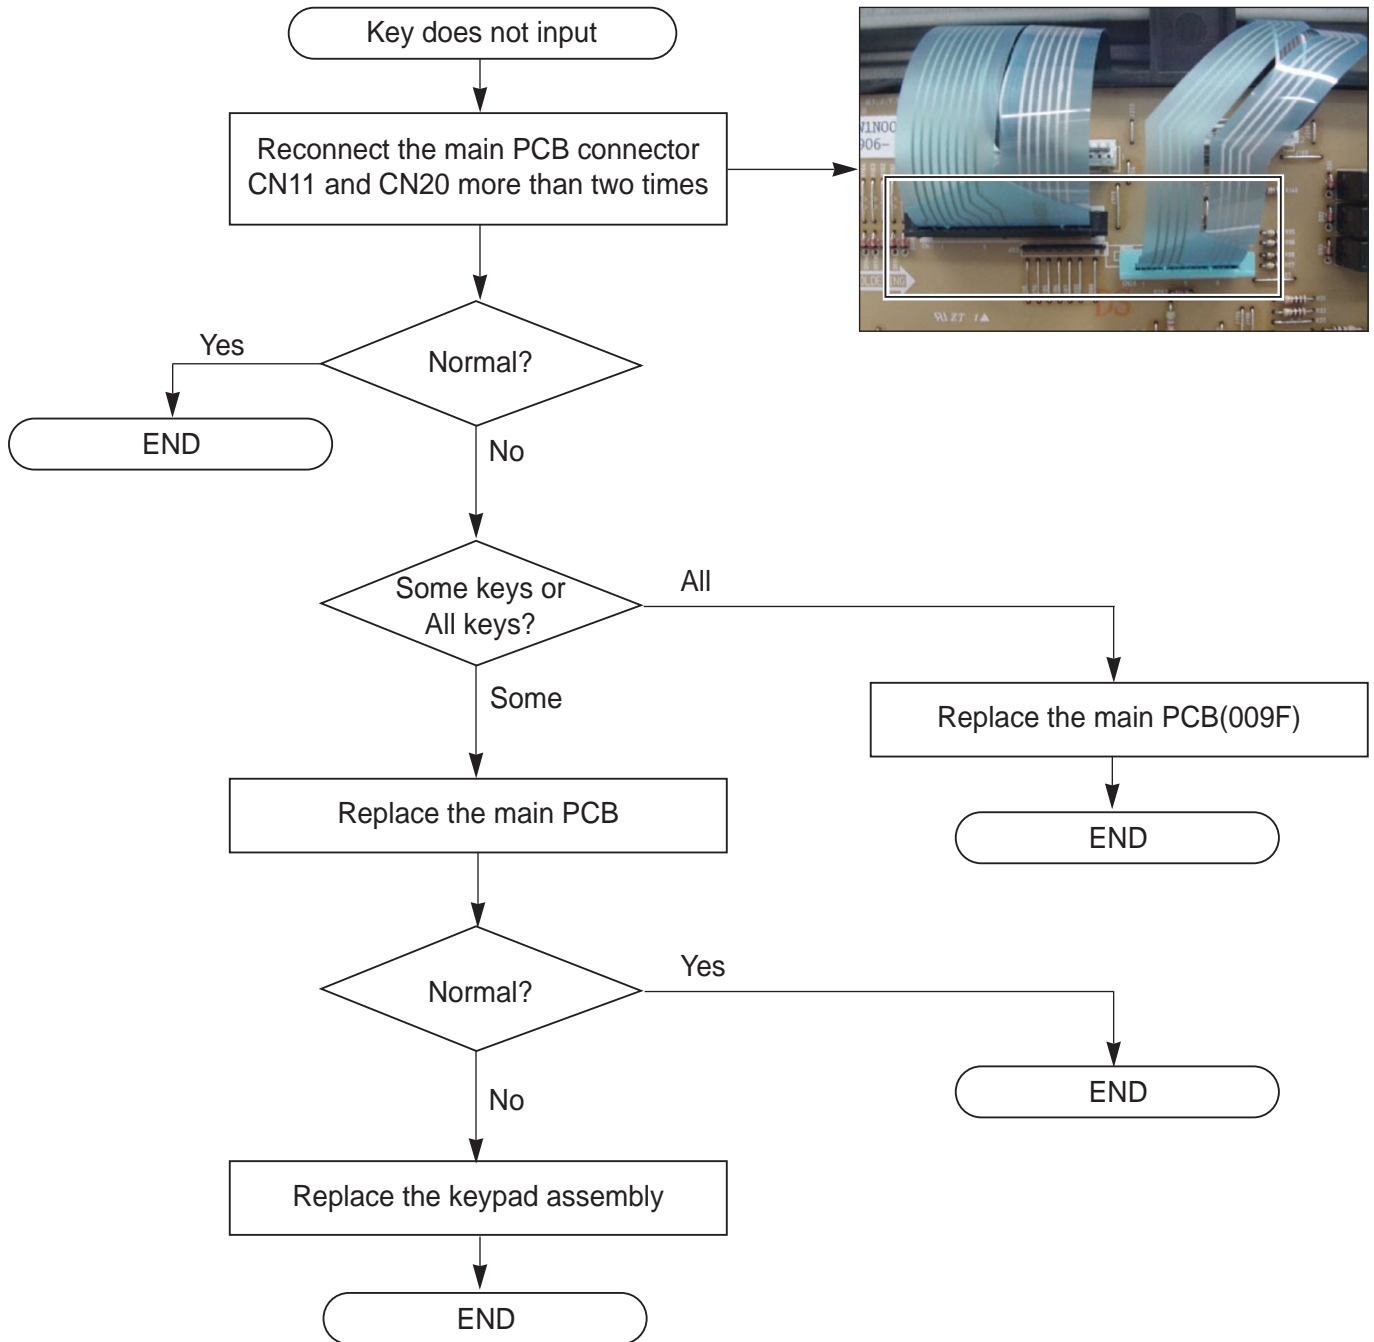 Key does not input
Reconnect the main PCB connector
CN11 and CN20 more than two times
Normal?
Yes
END
No
Some keys or
All keys?
All
Some
Replace the main PCB(009F)
END
Replace the main PCB
Normal?
Yes
END
No
Replace the keypad assembly
END
906-
DS